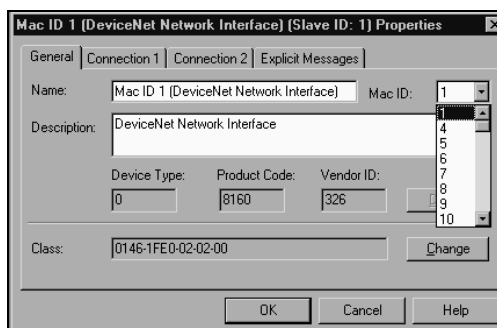 Mac ID 1 (DeviceNet Network Interface) (Slave ID: 1) Properties
General Connection 1 Connection 2 Explicit Messages
Name: Mac ID 1 (DeviceNet Network Interface) Mac ID: 1
1
4
5
6
7
8
9
10
Description: DeviceNet Network Interface
Device Type: Product Code: Vendor ID:
0 8160 326
Class: 0146-1FE0-02-02-00 Change
OK Cancel Help